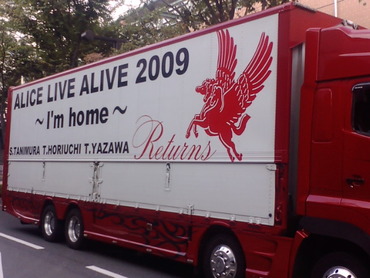 ALICE LIVE ALIVE 2009
~I'm home~
S.TANIMURA T.HORIUCHI T.YAZAWA
Returns